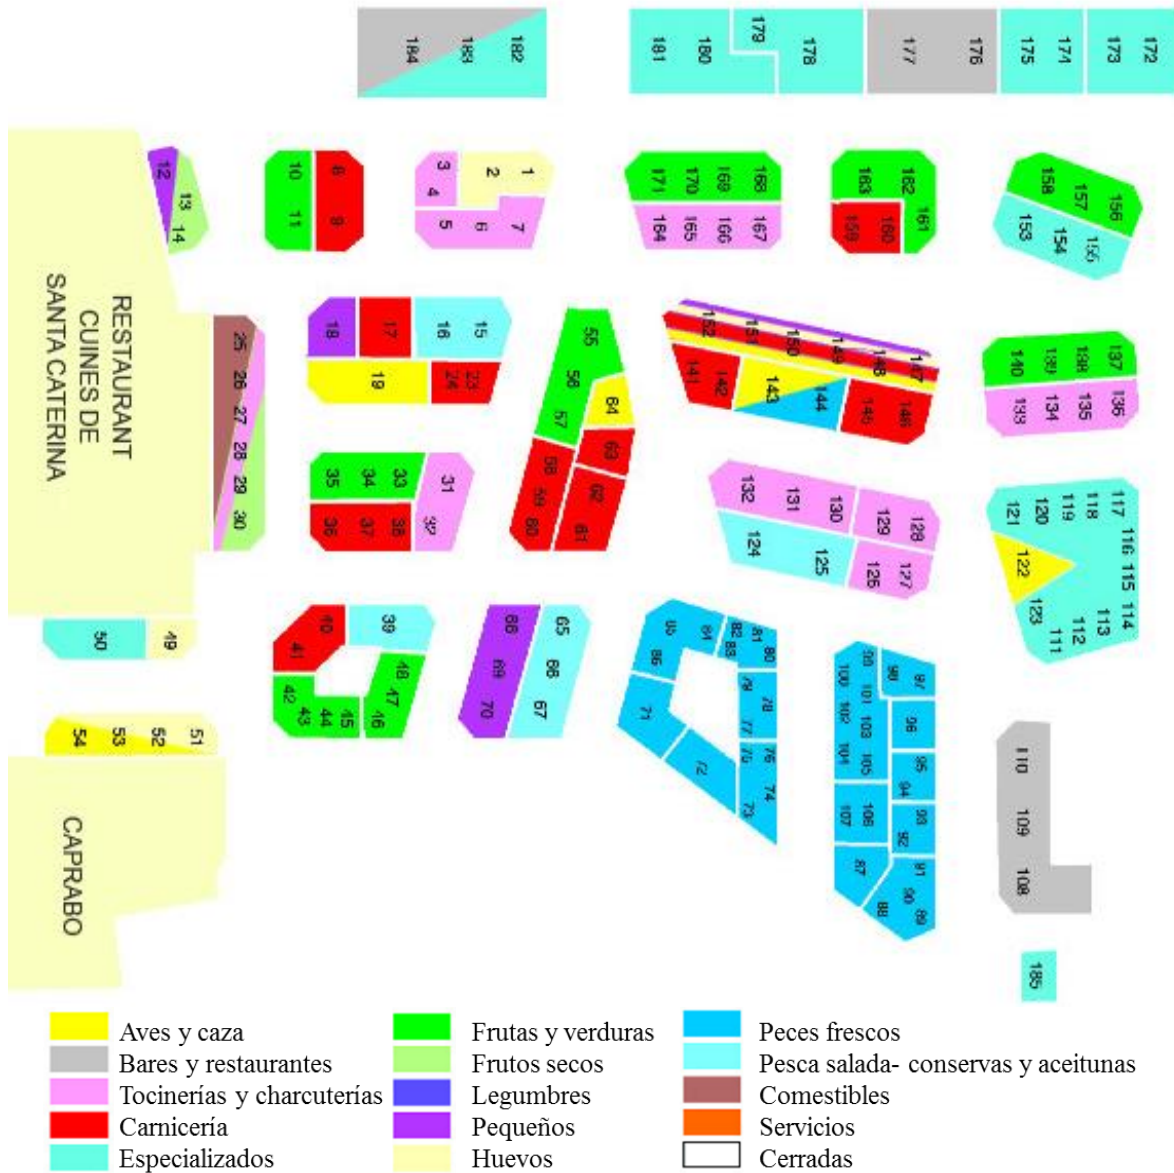 184 183 182
181 180 179 178
177 176
175 174
173 172
12 13 14
10 11 8 9
3 4 2 1
5 6 7
171 170 169 168
164 165 166 167
163 162 161
159 160
158 157 156
153 154 155
RESTAURANT
CUINES DE
SANTA CATERINA
25 26 27 28 29 30
18 17 16 15
19 24 23
55 56 57 64
58 59 60 63 62 61
152 151 150 149 148 147
141 142 143 144 145 146
140 139 138 137
133 134 135 136
35 34 33 31
36 37 38 32
132 131 130 129 128
124 125 126 127
121 120 119 118 117
116 115 114
122 123 111 112 113
50 49
41 40 39
42 43 44 45 46 47 48
68 69 70
65 66 67
85 84 82 83 81 80
86 79 78
71 77
72 75 76
73 74
99 98 97
100 101 96
102 103 95
104 105 94
107 106 93 92
87 91
88 90 89
110 109 108
54 53 52 51
CAPRABO
185
Aves y caza
Bares y restaurantes
Tocinerías y charcuterías
Carnicería
Especializados
Frutas y verduras
Frutos secos
Legumbres
Pequeños
Huevos
Peces frescos
Pesca salada- conservas y aceitunas
Comestibles
Servicios
Cerradas